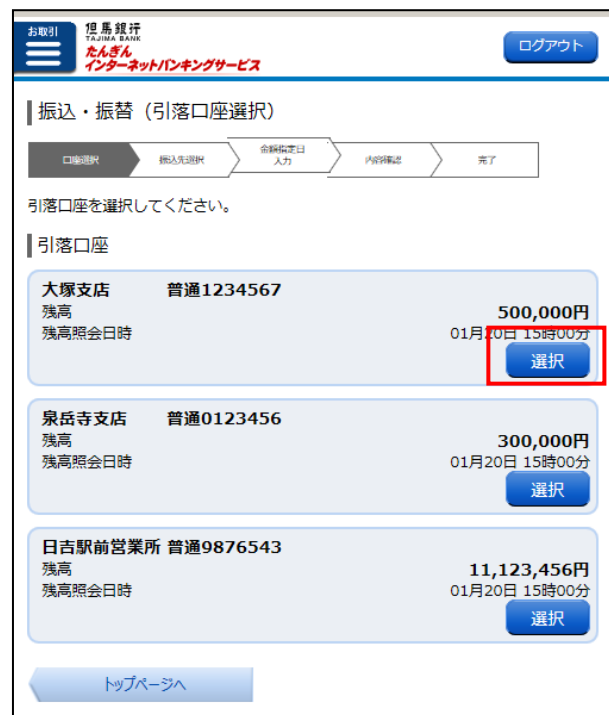 お取引
但馬銀行
TAJIMA BANK
たんぎん
インターネットバンキングサービス
ログアウト
振込・振替（引落口座選択）
口座選択
振込先選択
金額指定日
入力
内容確認
完了
引落口座を選択してください。
引落口座
大塚支店 普通1234567
残高 500,000円
残高照会日時 01月20日 15時00分
選択
泉岳寺支店 普通0123456
残高 300,000円
残高照会日時 01月20日 15時00分
選択
日吉駅前営業所 普通9876543
残高 11,123,456円
残高照会日時 01月20日 15時00分
選択
トップページへ